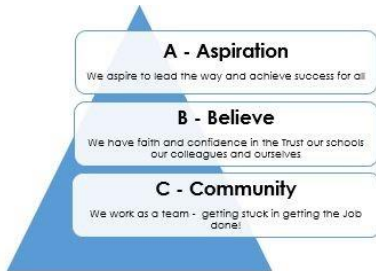 A - Aspiration
We aspire to lead the way and achieve success for all
B - Believe
We have faith and confidence in the Trust our schools
our colleagues and ourselves
C - Community
We work as a team - getting stuck in getting the Job
done!